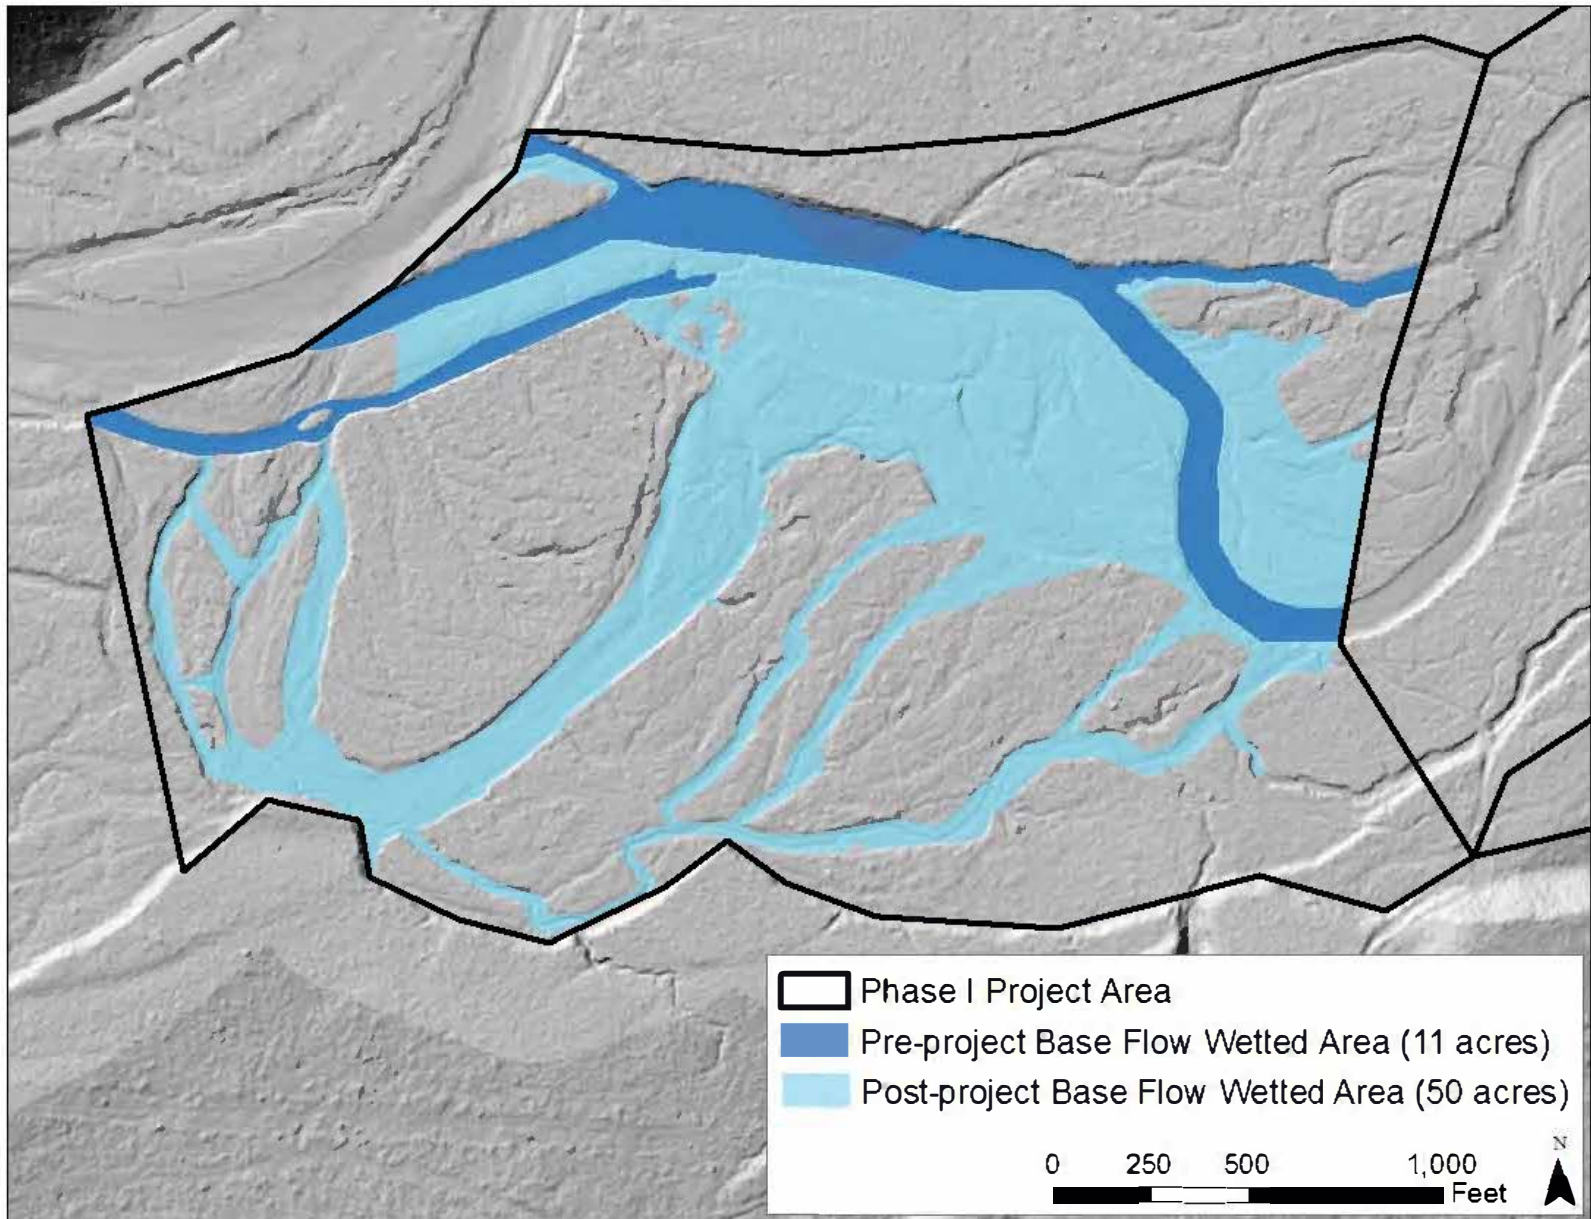 Phase I Project Area
Pre-project Base Flow Wetted Area (11 acres)
Post-project Base Flow Wetted Area (50 acres)
N
0 250 500 1,000
Feet